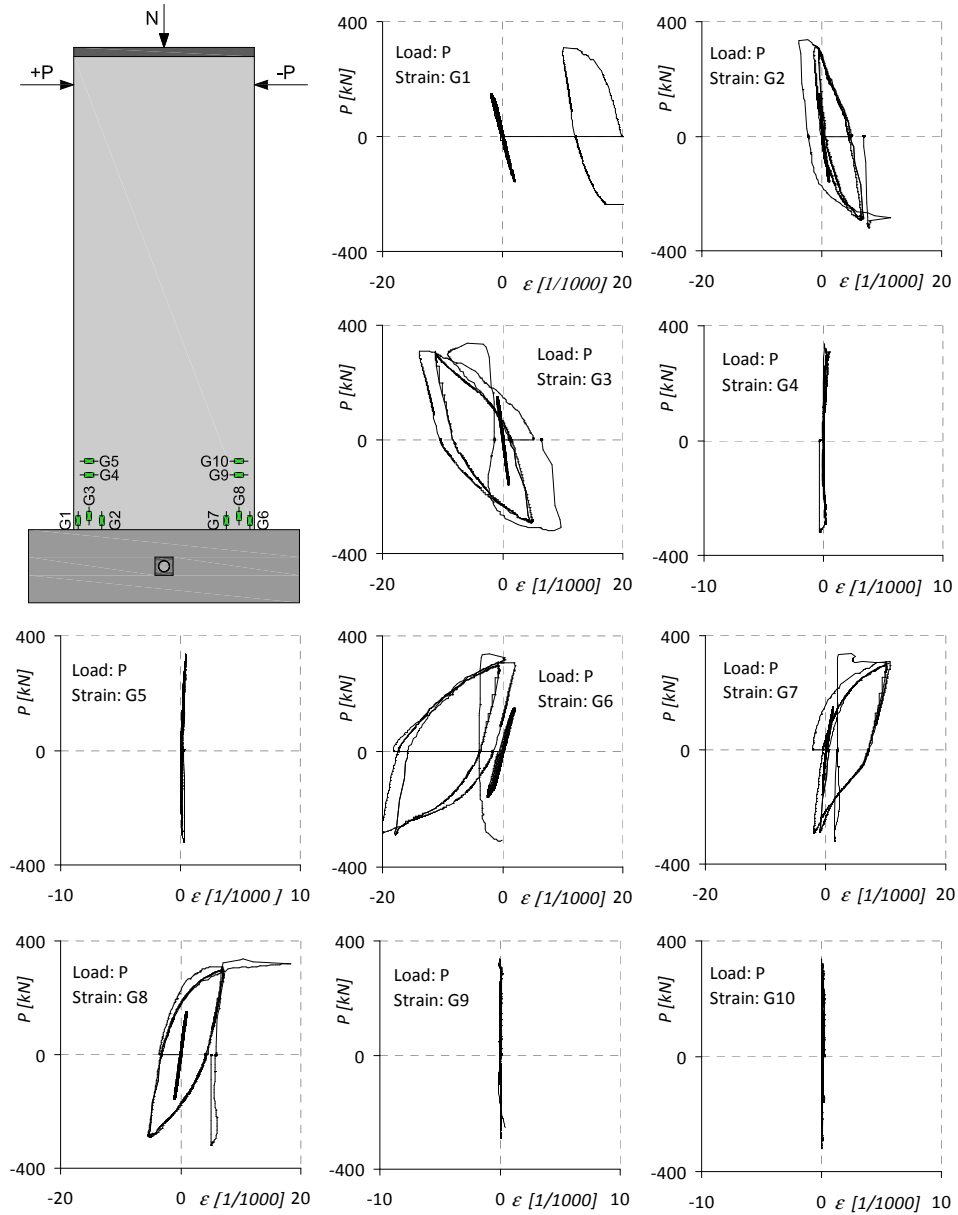 N
+P
-P
G5
G4
G3
G1
G2
G10
G9
G8
G7
G6
400
P [kN]
Load: P
Strain: G1
0
-400
-20
0
ε [1/1000]
20
400
P [kN]
Load: P
Strain: G2
0
-400
-20
0
ε [1/1000]
20
400
P [kN]
Load: P
Strain: G3
0
-400
-20
0
ε [1/1000]
20
400
P [kN]
Load: P
Strain: G4
0
-400
-10
0
ε [1/1000]
10
400
P [kN]
Load: P
Strain: G5
0
-400
-10
0
ε [1/1000 ]
10
400
P [kN]
Load: P
Strain: G6
0
-400
-20
0
ε [1/1000]
20
400
P [kN]
Load: P
Strain: G7
0
-400
-20
0
ε [1/1000]
20
400
P [kN]
Load: P
Strain: G8
0
-400
-20
0
ε [1/1000]
20
400
P [kN]
Load: P
Strain: G9
0
-400
-10
0
ε [1/1000]
10
400
P [kN]
Load: P
Strain: G10
0
-400
-10
0
ε [1/1000]
10